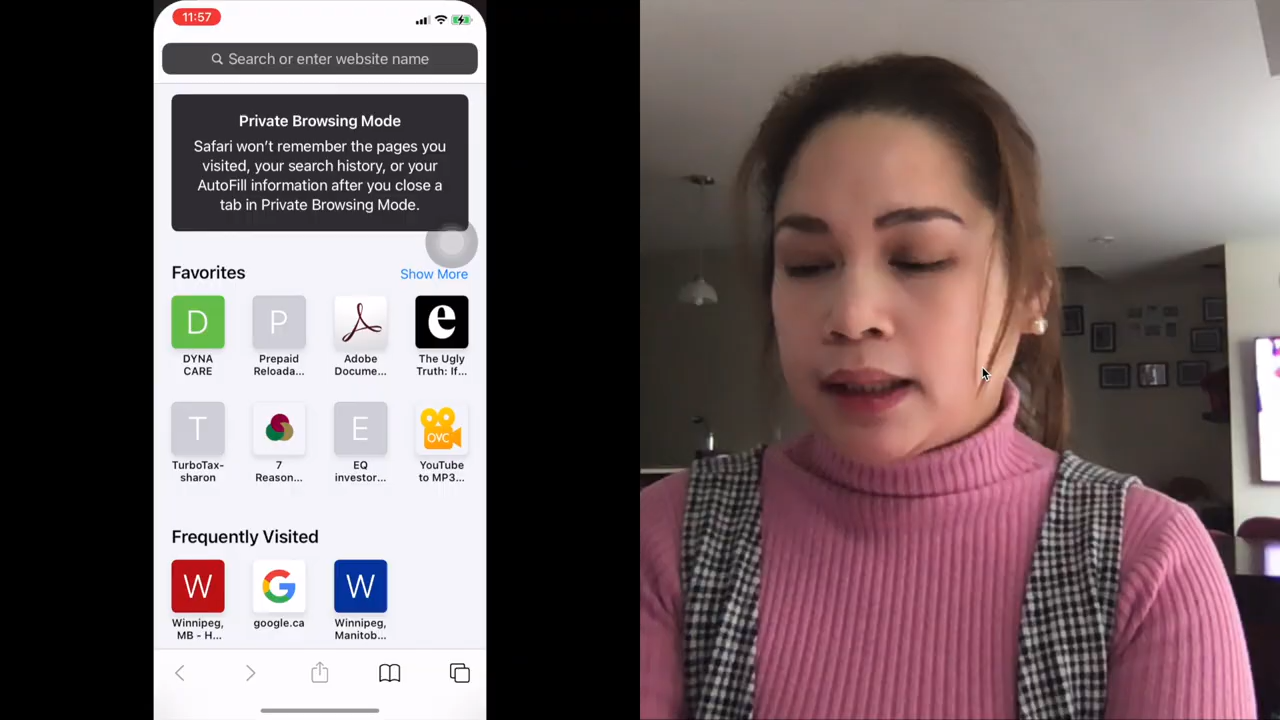 11:57
Search or enter website name
Private Browsing Mode
Safari won't remember the pages you
visited, your search history, or your
AutoFill information after you close a
tab in Private Browsing Mode.
Favorites
Show More
D
P
e
DYNA
CARE
Prepaid
Reloada...
Adobe
Docume...
The Ugly
Truth: If...
T
E
OVC
TurboTax-
sharon
7
Reason...
EQ
investor...
YouTube
to MP3...
Frequently Visited
W
G
W
Winnipeg,
MB - H...
google.ca
Winnipeg,
Manitob...